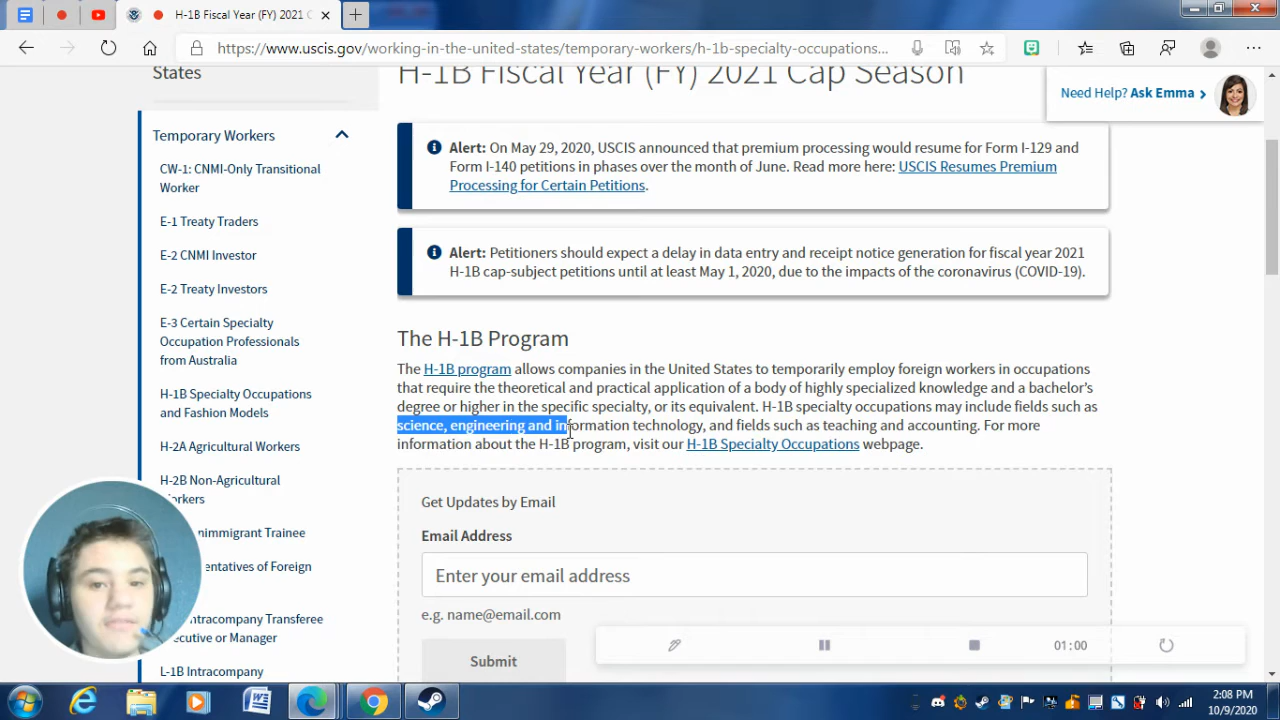 H-1B Fiscal Year (FY) 2021 C
https://www.uscis.gov/working-in-the-united-states/temporary-workers/h-1b-specialty-occupations...
States
H-1B Fiscal Year (FY) 2021 Cap Season
Need Help? Ask Emma
Temporary Workers
CW-1: CNMI-Only Transitional
Worker
E-1 Treaty Traders
E-2 CNMI Investor
E-2 Treaty Investors
E-3 Certain Specialty
Occupation Professionals
from Australia
H-1B Specialty Occupations
and Fashion Models
H-2A Agricultural Workers
H-2B Non-Agricultural
orkers
nimmigrant Trainee
entatives of Foreign
ntracompany Transferee
ecutive or Manager
L-1B Intracompany
Alert: On May 29, 2020, USCIS announced that premium processing would resume for Form I-129 and
Form I-140 petitions in phases over the month of June. Read more here: USCIS Resumes Premium
Processing for Certain Petitions.
Alert: Petitioners should expect a delay in data entry and receipt notice generation for fiscal year 2021
H-1B cap-subject petitions until at least May 1, 2020, due to the impacts of the coronavirus (COVID-19).
The H-1B Program
The H-1B program allows companies in the United States to temporarily employ foreign workers in occupations
that require the theoretical and practical application of a body of highly specialized knowledge and a bachelor's
degree or higher in the specific specialty, or its equivalent. H-1B specialty occupations may include fields such as
science, engineering and information technology, and fields such as teaching and accounting. For more
information about the H-1B program, visit our H-1B Specialty Occupations webpage.
Get Updates by Email
Email Address
Enter your email address
e.g. name@email.com
Submit
01:00
2:08 PM
10/9/2020